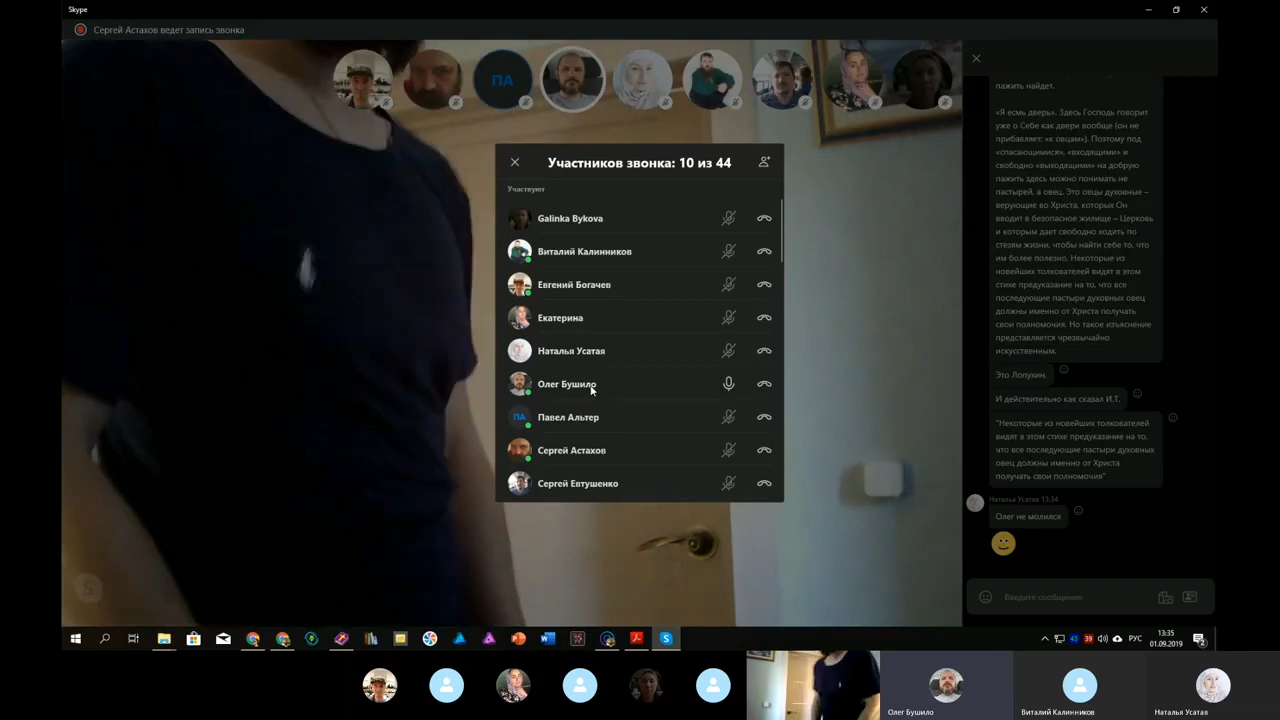 Skype
Сергей Астахов ведет запись звонка
ПА
Участников звонка: 10 из 44
Участвуют
Galinka Bykova
Виталий Калинников
Евгений Богачев
Екатерина
Наталья Усатая
Олег Бушило
ПА
Павел Альтер
Сергей Астахов
Сергей Евтушенко
пажить найдет.
«Я есмь дверь». Здесь Господь говорит
уже о Себе как двери вообще (он не
прибавляет: «к овцам»). Поэтому под
«спасающимися», «входящими» и
свободно «выходящими» на добрую
пажить здесь можно понимать не
пастырей, а овец. Это овцы духовные –
верующие во Христа, которых Он
вводит в безопасное жилище – Церковь
и которым дает свободно ходить по
стезям жизни, чтобы найти себе то, что
им более полезно. Некоторые из
новейших толкователей видят в этом
стихе предуказание на то, что все
последующие пастыри духовных овец
должны именно от Христа получать
свои полномочия. Но такое изъяснение
представляется чрезвычайно
искусственным.
Это Лопухин.
И действительно как сказал И.Т.
"Некоторые из новейших толкователей
видят в этом стихе предуказание на то,
что все последующие пастыри духовных
овец должны именно от Христа
получать свои полномочия"
Наталья Усатая 13:34
Олег не молился
Введите сообщение
43
39
РУС
13:35
01.09.2019
2
Олег Бушило
Виталий Калинников
Наталья Усатая